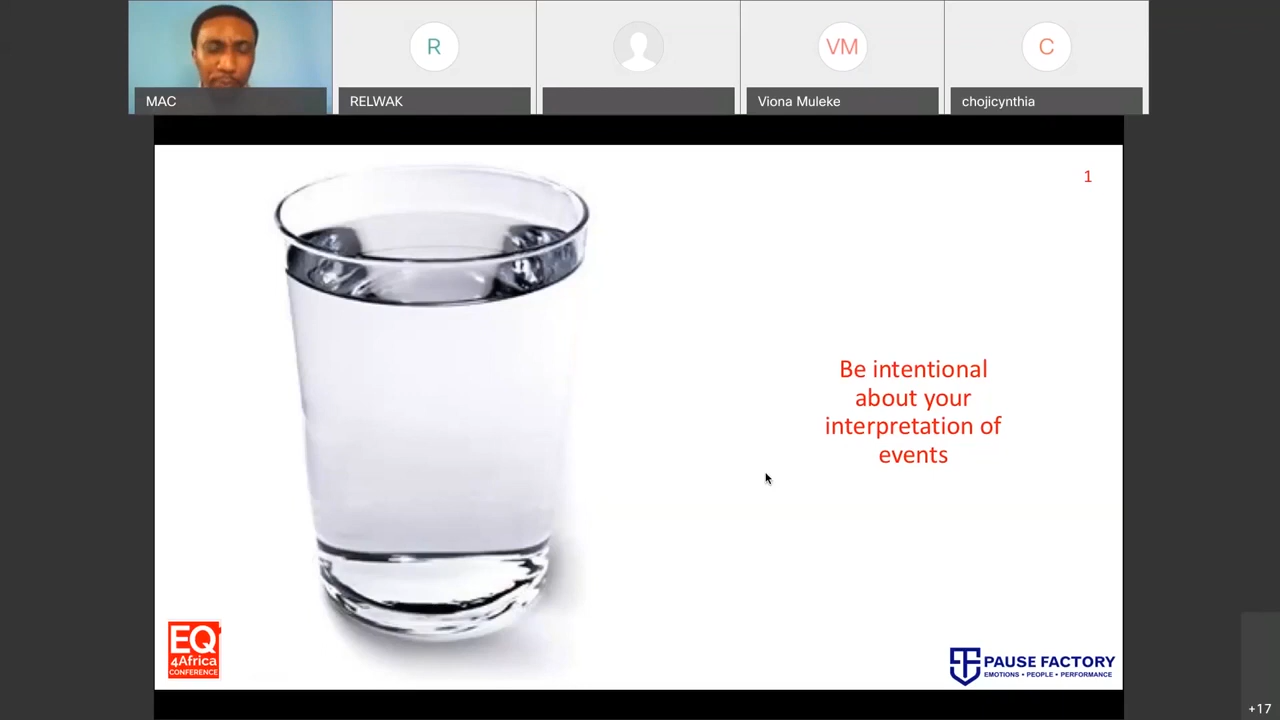 R
VM
C
MAC
RELWAK
Viona Muleke
chojicynthia
1
Be intentional
about your
interpretation of
events
EQ
4Africa
CONFERENCE
PAUSE FACTORY
EMOTIONS • PEOPLE • PERFORMANCE
+17